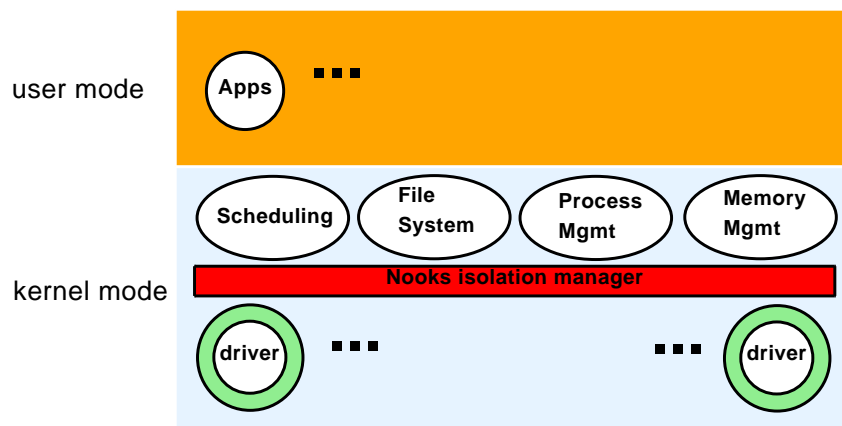 user mode
Apps
Scheduling
File
System
Process
Mgmt
Memory
Mgmt
kernel mode
Nooks isolation manager
driver
driver